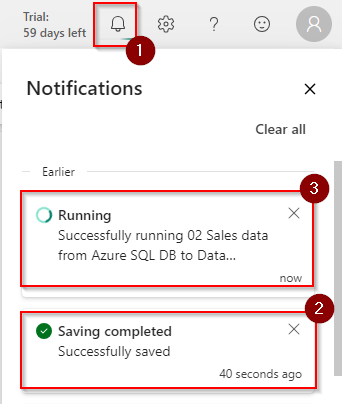 Trial:
59 days left
1
Notifications
Clear all
Earlier
3
Running
Successfully running 02 Sales data
from Azure SQL DB to Data...
now
2
Saving completed
Successfully saved
40 seconds ago